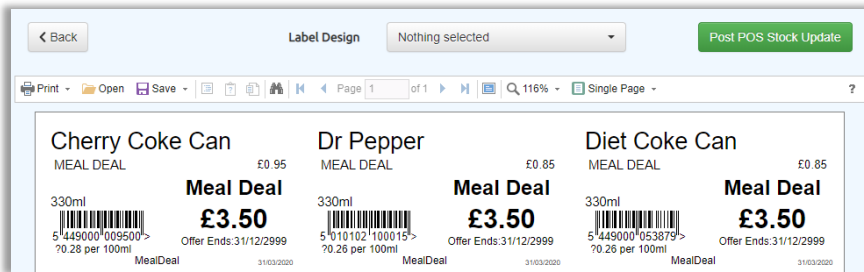 Back Label Design Nothing selected Post POS Stock Update
Print Open Save Page 1 of 1 116% Single Page ?
Cherry Coke Can Dr Pepper Diet Coke Can
MEAL DEAL £0.95 MEAL DEAL £0.85 MEAL DEAL £0.85
Meal Deal Meal Deal Meal Deal
330ml 330ml 330ml
£3.50 £3.50 £3.50
5 449000 009500 > 5 010102 100015 > 5 449000 053879 >
Offer Ends:31/12/2999 Offer Ends:31/12/2999 Offer Ends:31/12/2999
?0.28 per 100ml ?0.26 per 100ml ?0.26 per 100ml
MealDeal 31/03/2020 MealDeal 31/03/2020 MealDeal 31/03/2020